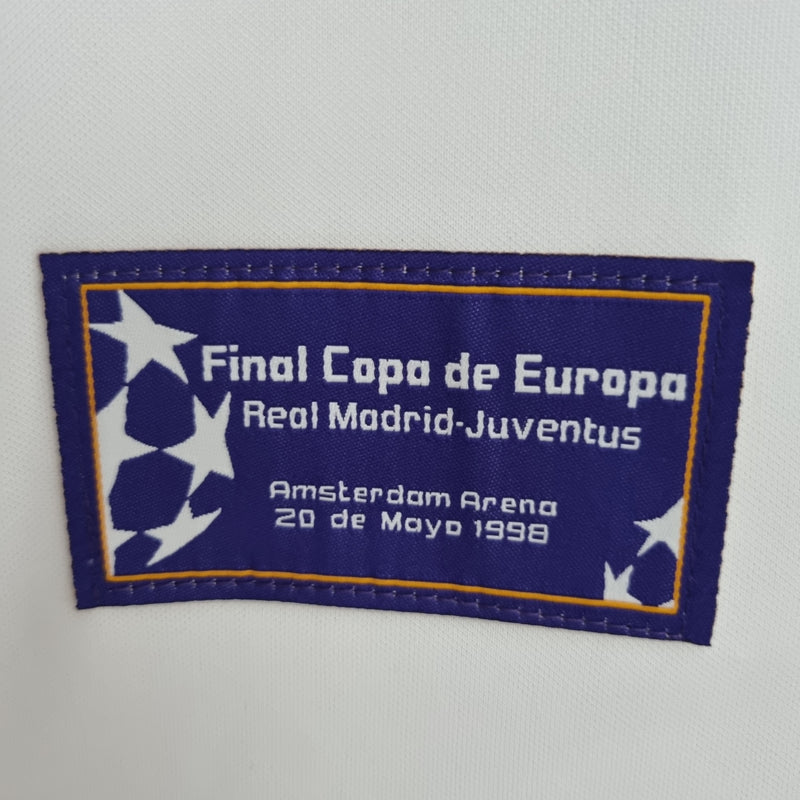 Final Copa de Europa
Real Madrid-Juventus
Amsterdam Arena
20 de Mayo 1998